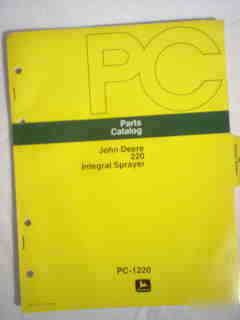 PC
Parts
Catalog
John Deere
220
Integral Sprayer
PC-1220